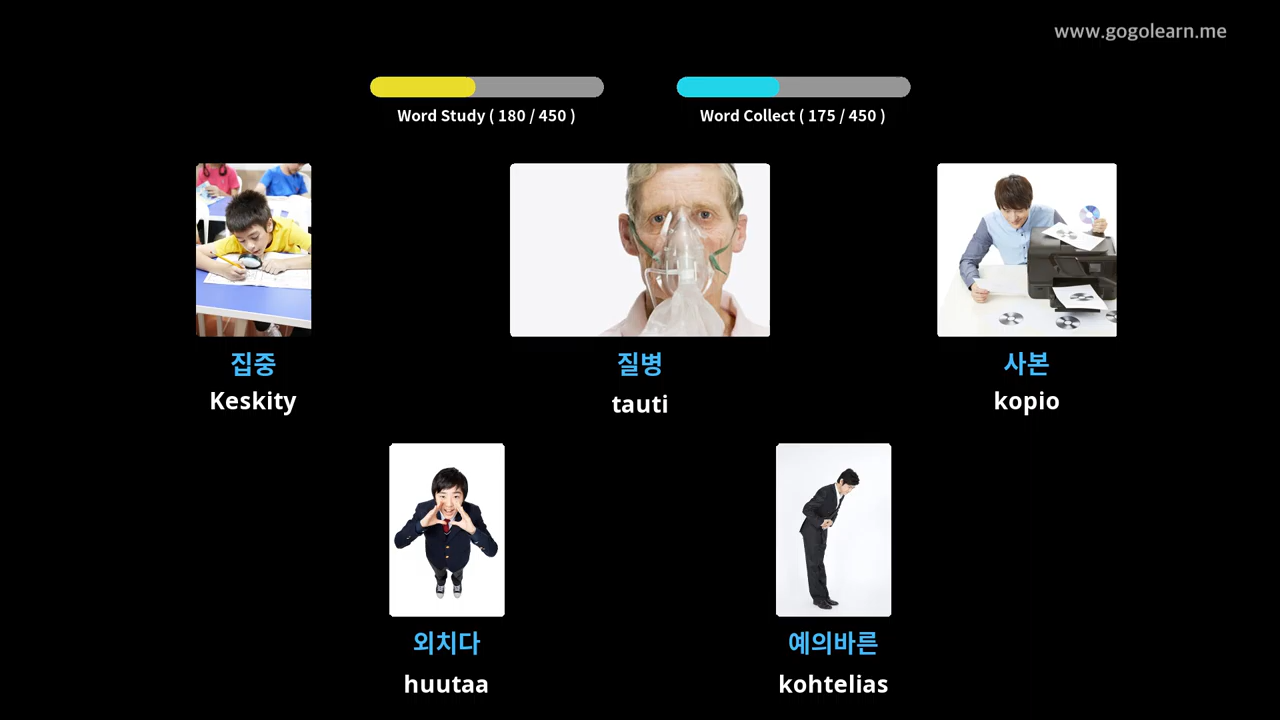 www.gogolearn.me
Word Study ( 180 / 450 )
Word Collect ( 175 / 450 )
집중
Keskity
질병
tauti
사본
kopio
외치다
huutaa
예의바른
kohtelias